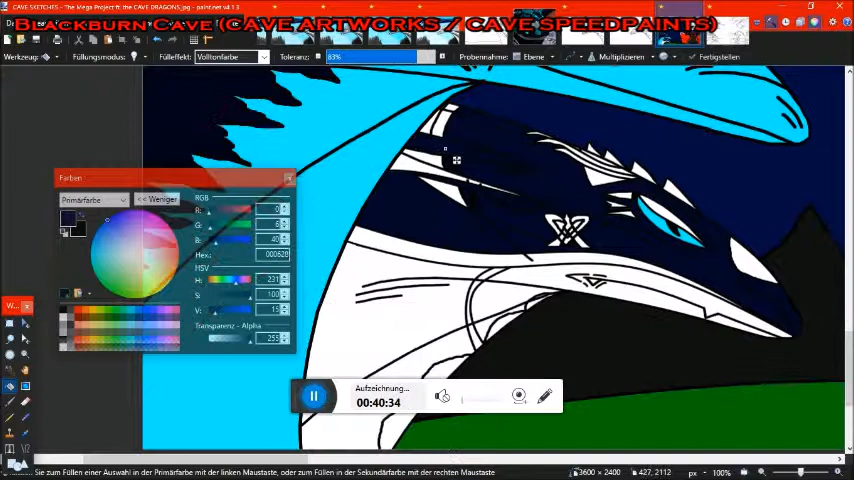 CAVE SKETCHES - The Mega Project ft. the CAVE DRAGONS.jpg - paint.net v4.1.3
Blackburn Cave (CAVE ARTWORKS / CAVE SPEEDPAINTS)
Werkzeug: Füllungsmodus: Fülleffekt: Volltonfarbe Toleranz: 83% Probennahme: Ebene Multiplizieren Fertigstellen
Farben
Primärfarbe << Weniger
RGB
R: 0
G: 6
B: 40
Hex: 000628
HSV
H: 231
S: 100
V: 15
Transparenz - Alpha
255
W...
Aufzeichnung...
00:40:34
Sie zum Füllen einer Auswahl in der Primärfarbe mit der linken Maustaste, oder zum Füllen in der Sekundärfarbe mit der rechten Maustaste 3600 × 2400 427, 2112 px 100%